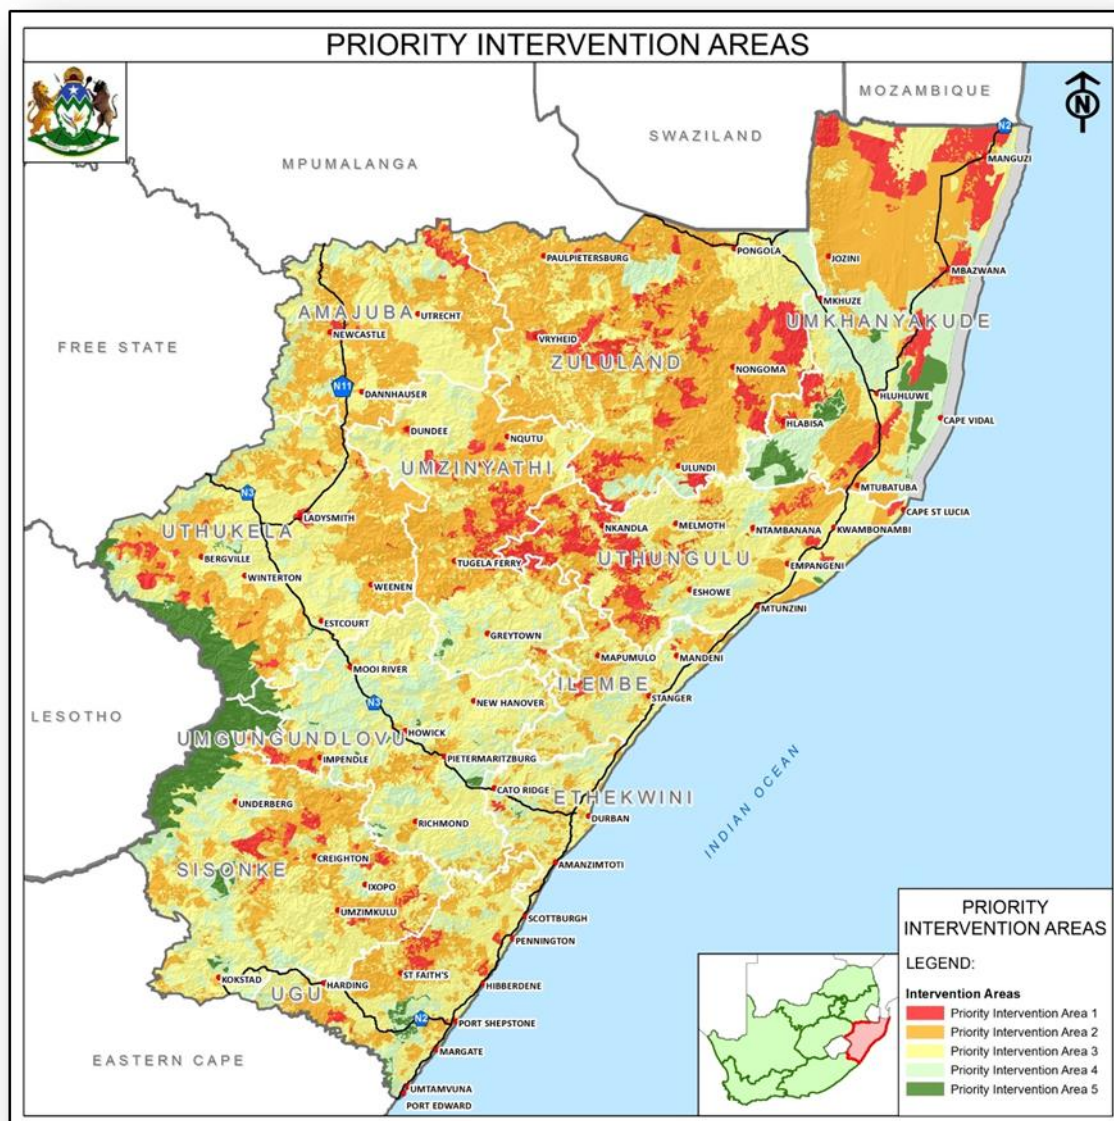 PRIORITY INTERVENTION AREAS
MOZAMBIQUE
SWAZILAND
MPUMALANGA
N
N2
MANGUZI
PONGOLA
PAULPIETERSBURG
JOZINI
MBAZWANA
MKHUZE
UMKHANYAKUDE
AMAJUBA
UTRECHT
NEWCASTLE
FREE STATE
VRYHEID
ZULULAND
NONGOMA
N11
DANNHAUSER
HLUHLUWE
HLABISA
CAPE VIDAL
DUNDEE
NQUTU
UMZINYATHI
ULUNDI
MTUBATUBA
N3
CAPE ST LUCIA
LADYSMITH
UTHUKELA
NKANDLA
MELMOTH
NTAMBANANA
KWAMBONAMBI
BERGVILLE
TUGELA FERRY
UTHUNGULU
EMPANGENI
WINTERTON
WEENEN
ESHOWE
MTUNZINI
ESTCOURT
GREYTOWN
MAPUMULO
MANDENI
MOOI RIVER
ILEMBE
STANGER
N3
NEW HANOVER
LESOTHO
UMGUNGUNDLOVU
HOWICK
IMPENDLE
PIETERMARITZBURG
CATO RIDGE
ETHEKWINI
UNDERBERG
RICHMOND
DURBAN
INDIAN OCEAN
SISONKE
CREIGHTON
AMANZIMTOTI
IXOPO
UMZIMKULU
SCOTTBURGH
PENNINGTON
KOKSTAD
HARDING
ST FAITH'S
HIBBERDENE
UGU
N2
PORT SHEPSTONE
EASTERN CAPE
MARGATE
UMTAMVUNA
PORT EDWARD
PRIORITY
INTERVENTION AREAS
LEGEND:
Intervention Areas
Priority Intervention Area 1
Priority Intervention Area 2
Priority Intervention Area 3
Priority Intervention Area 4
Priority Intervention Area 5